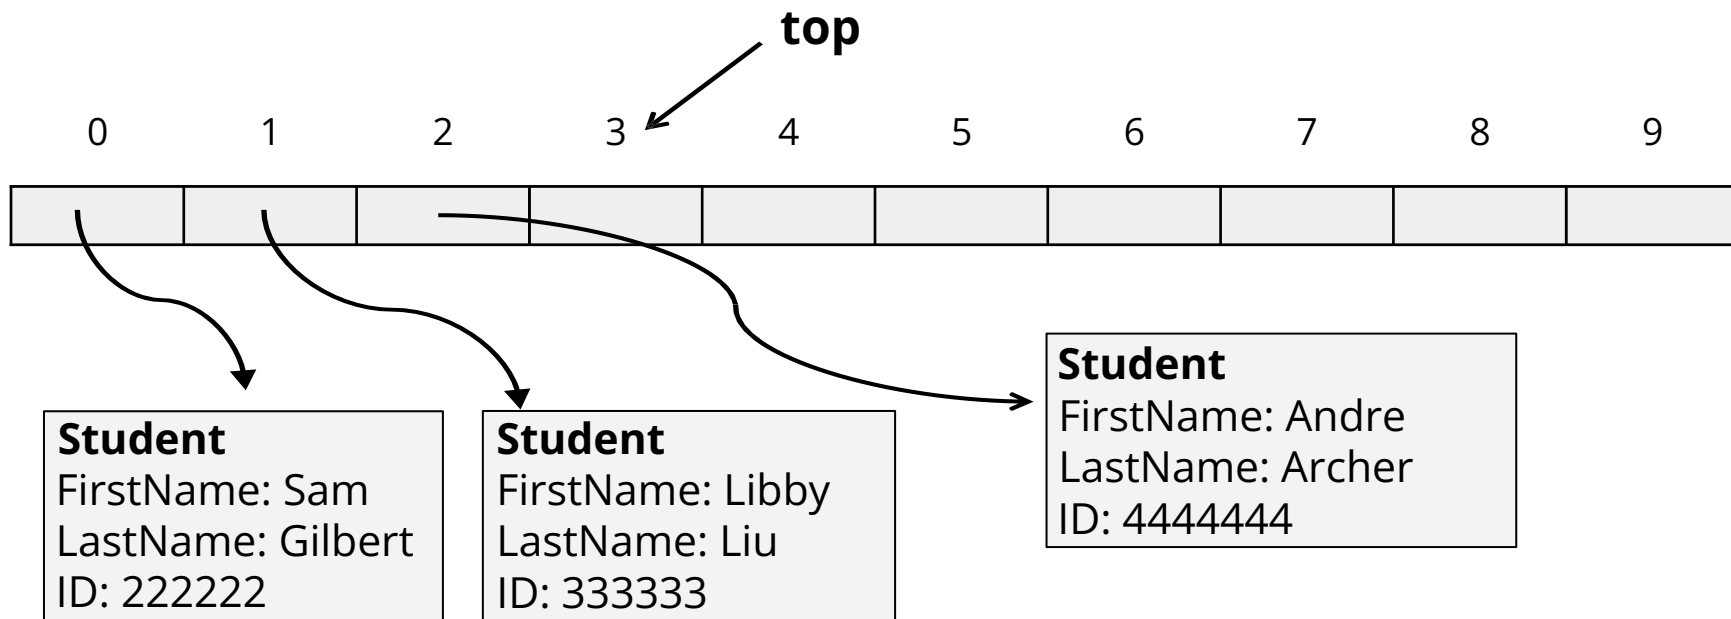 top
0 1 2 3 4 5 6 7 8 9
Student
FirstName: Sam
LastName: Gilbert
ID: 222222
Student
FirstName: Libby
LastName: Liu
ID: 333333
Student
FirstName: Andre
LastName: Archer
ID: 4444444